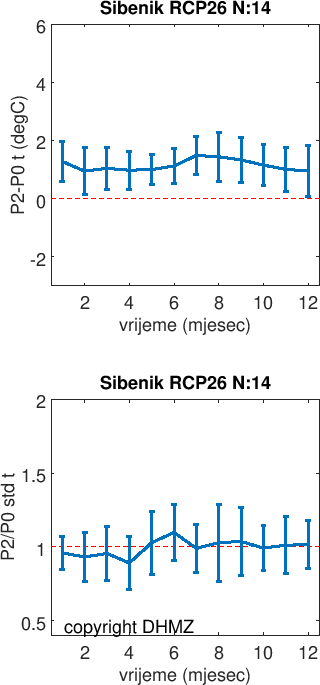 Sibenik RCP26 N:14
6
4
2
0
-2
P2-P0 t (degC)
2 4 6 8 10 12
vrijeme (mjesec)
Sibenik RCP26 N:14
2
1.5
1
0.5
P2/P0 std t
copyright DHMZ
2 4 6 8 10 12
vrijeme (mjesec)